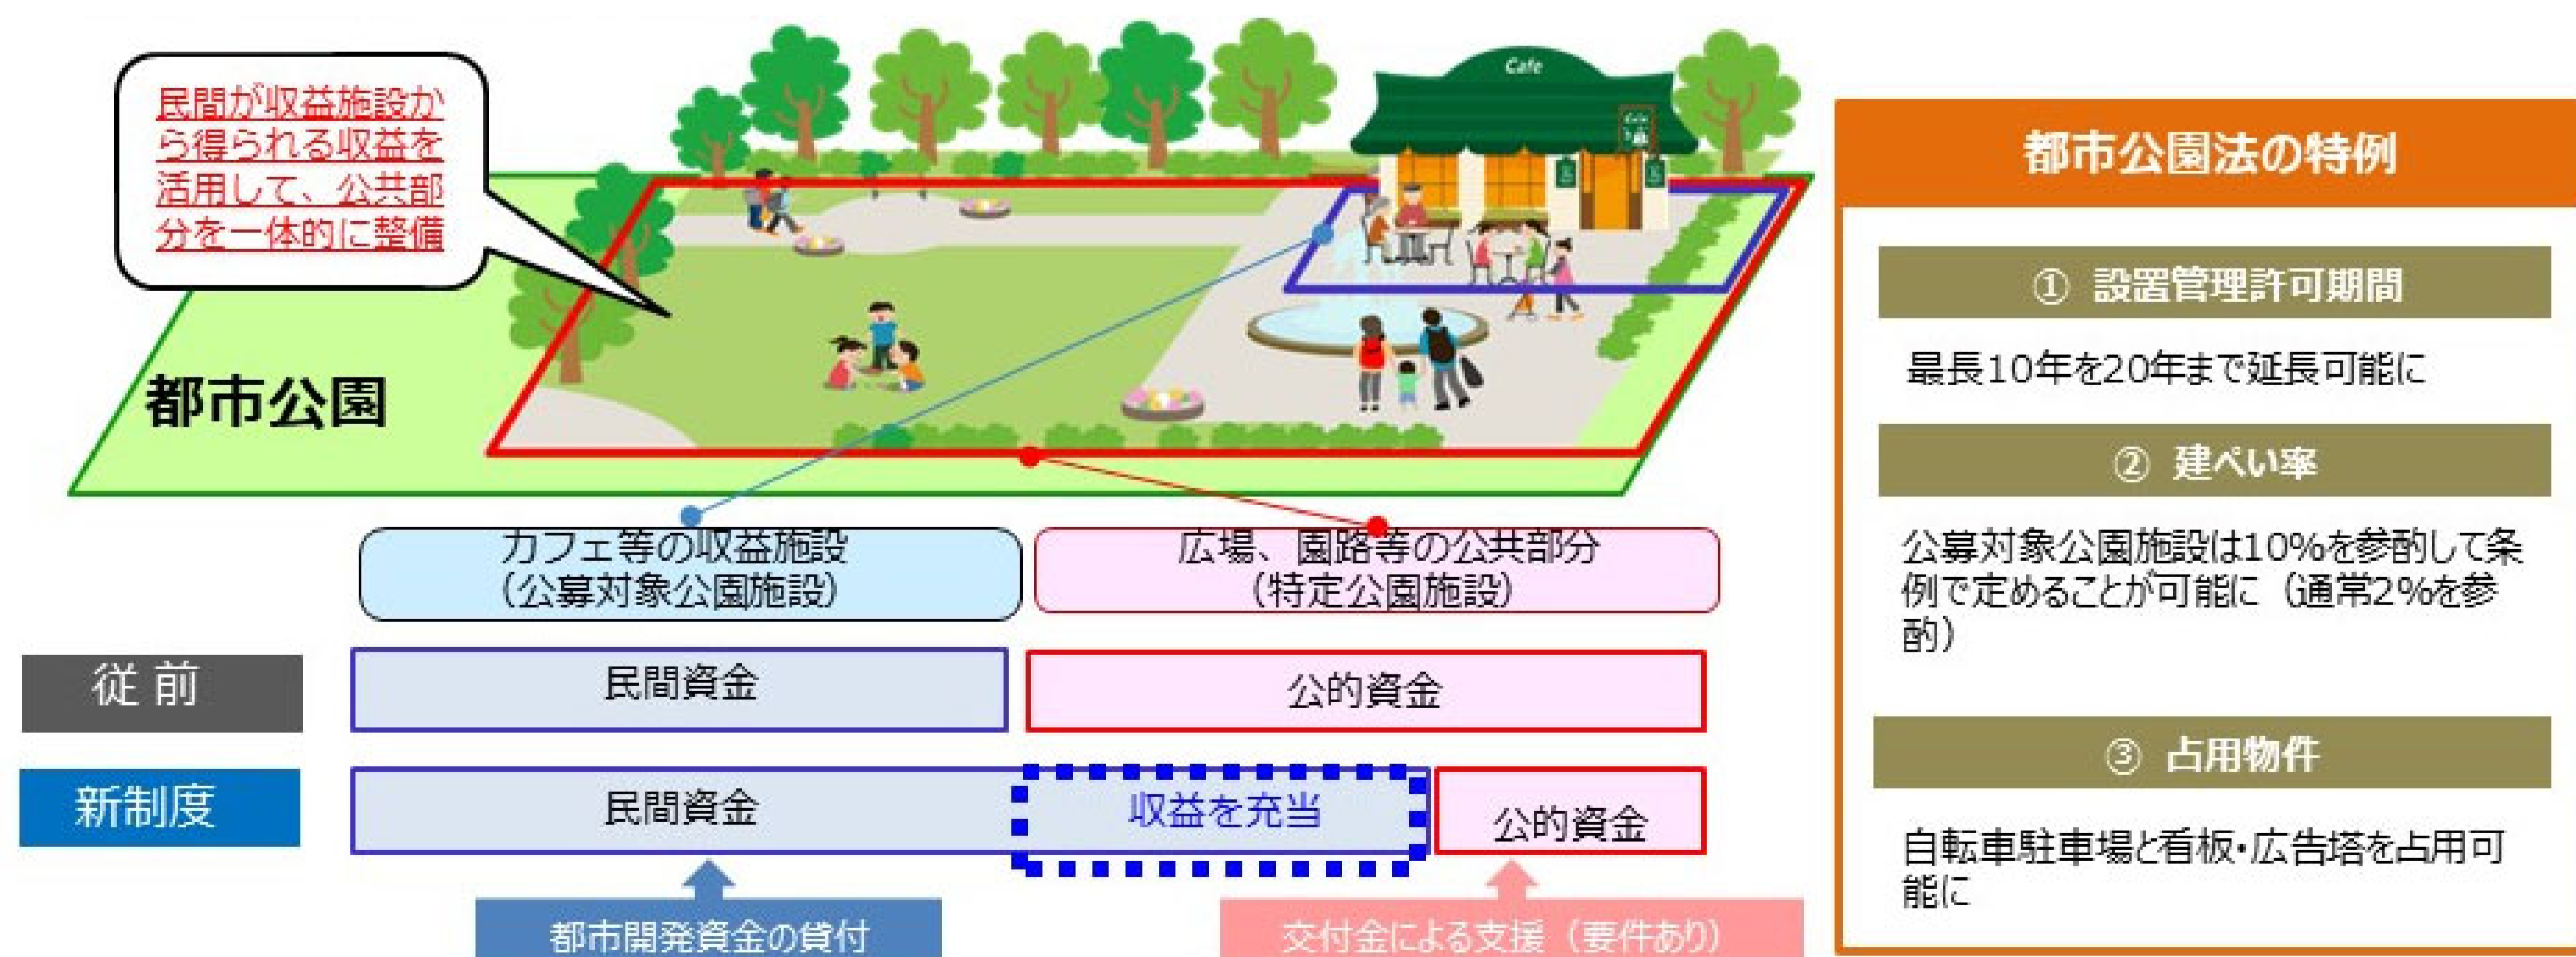 民間が収益施設か
ら得られる収益を
活用して、公共部
分を一体的に整備
Cafe
都市公園
カフェ等の収益施設
（公募対象公園施設）
広場、園路等の公共部分
（特定公園施設）
従前
民間資金
公的資金
新制度
民間資金
収益を充当
公的資金
都市開発資金の貸付
交付金による支援（要件あり）
都市公園法の特例
① 設置管理許可期間
最長10年を20年まで延長可能に
② 建ぺい率
公募対象公園施設は10%を参酌して条
例で定めることが可能に（通常2%を参
酌）
③ 占用物件
自転車駐車場と看板・広告塔を占用可
能に